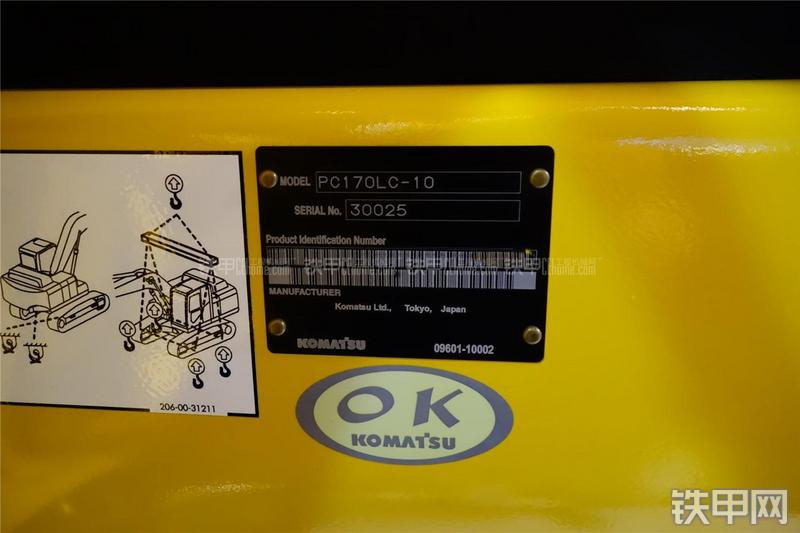 MODEL PC170LC-10
SERIAL No. 30025
Product Identification Number
MANUFACTURER
Komatsu Ltd., Tokyo, Japan
KOMATSU 09601-10002
206-00-31211
OK
KOMATSU
铁甲网